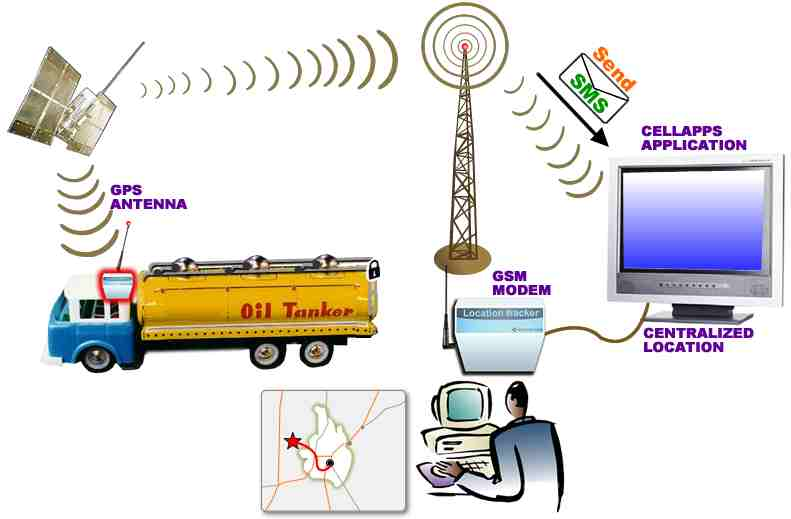 Send
SMS
CELLAPPS
APPLICATION
GPS
ANTENNA
Oil Tanker
GSM
MODEM
Location tracker
CENTRALIZED
LOCATION